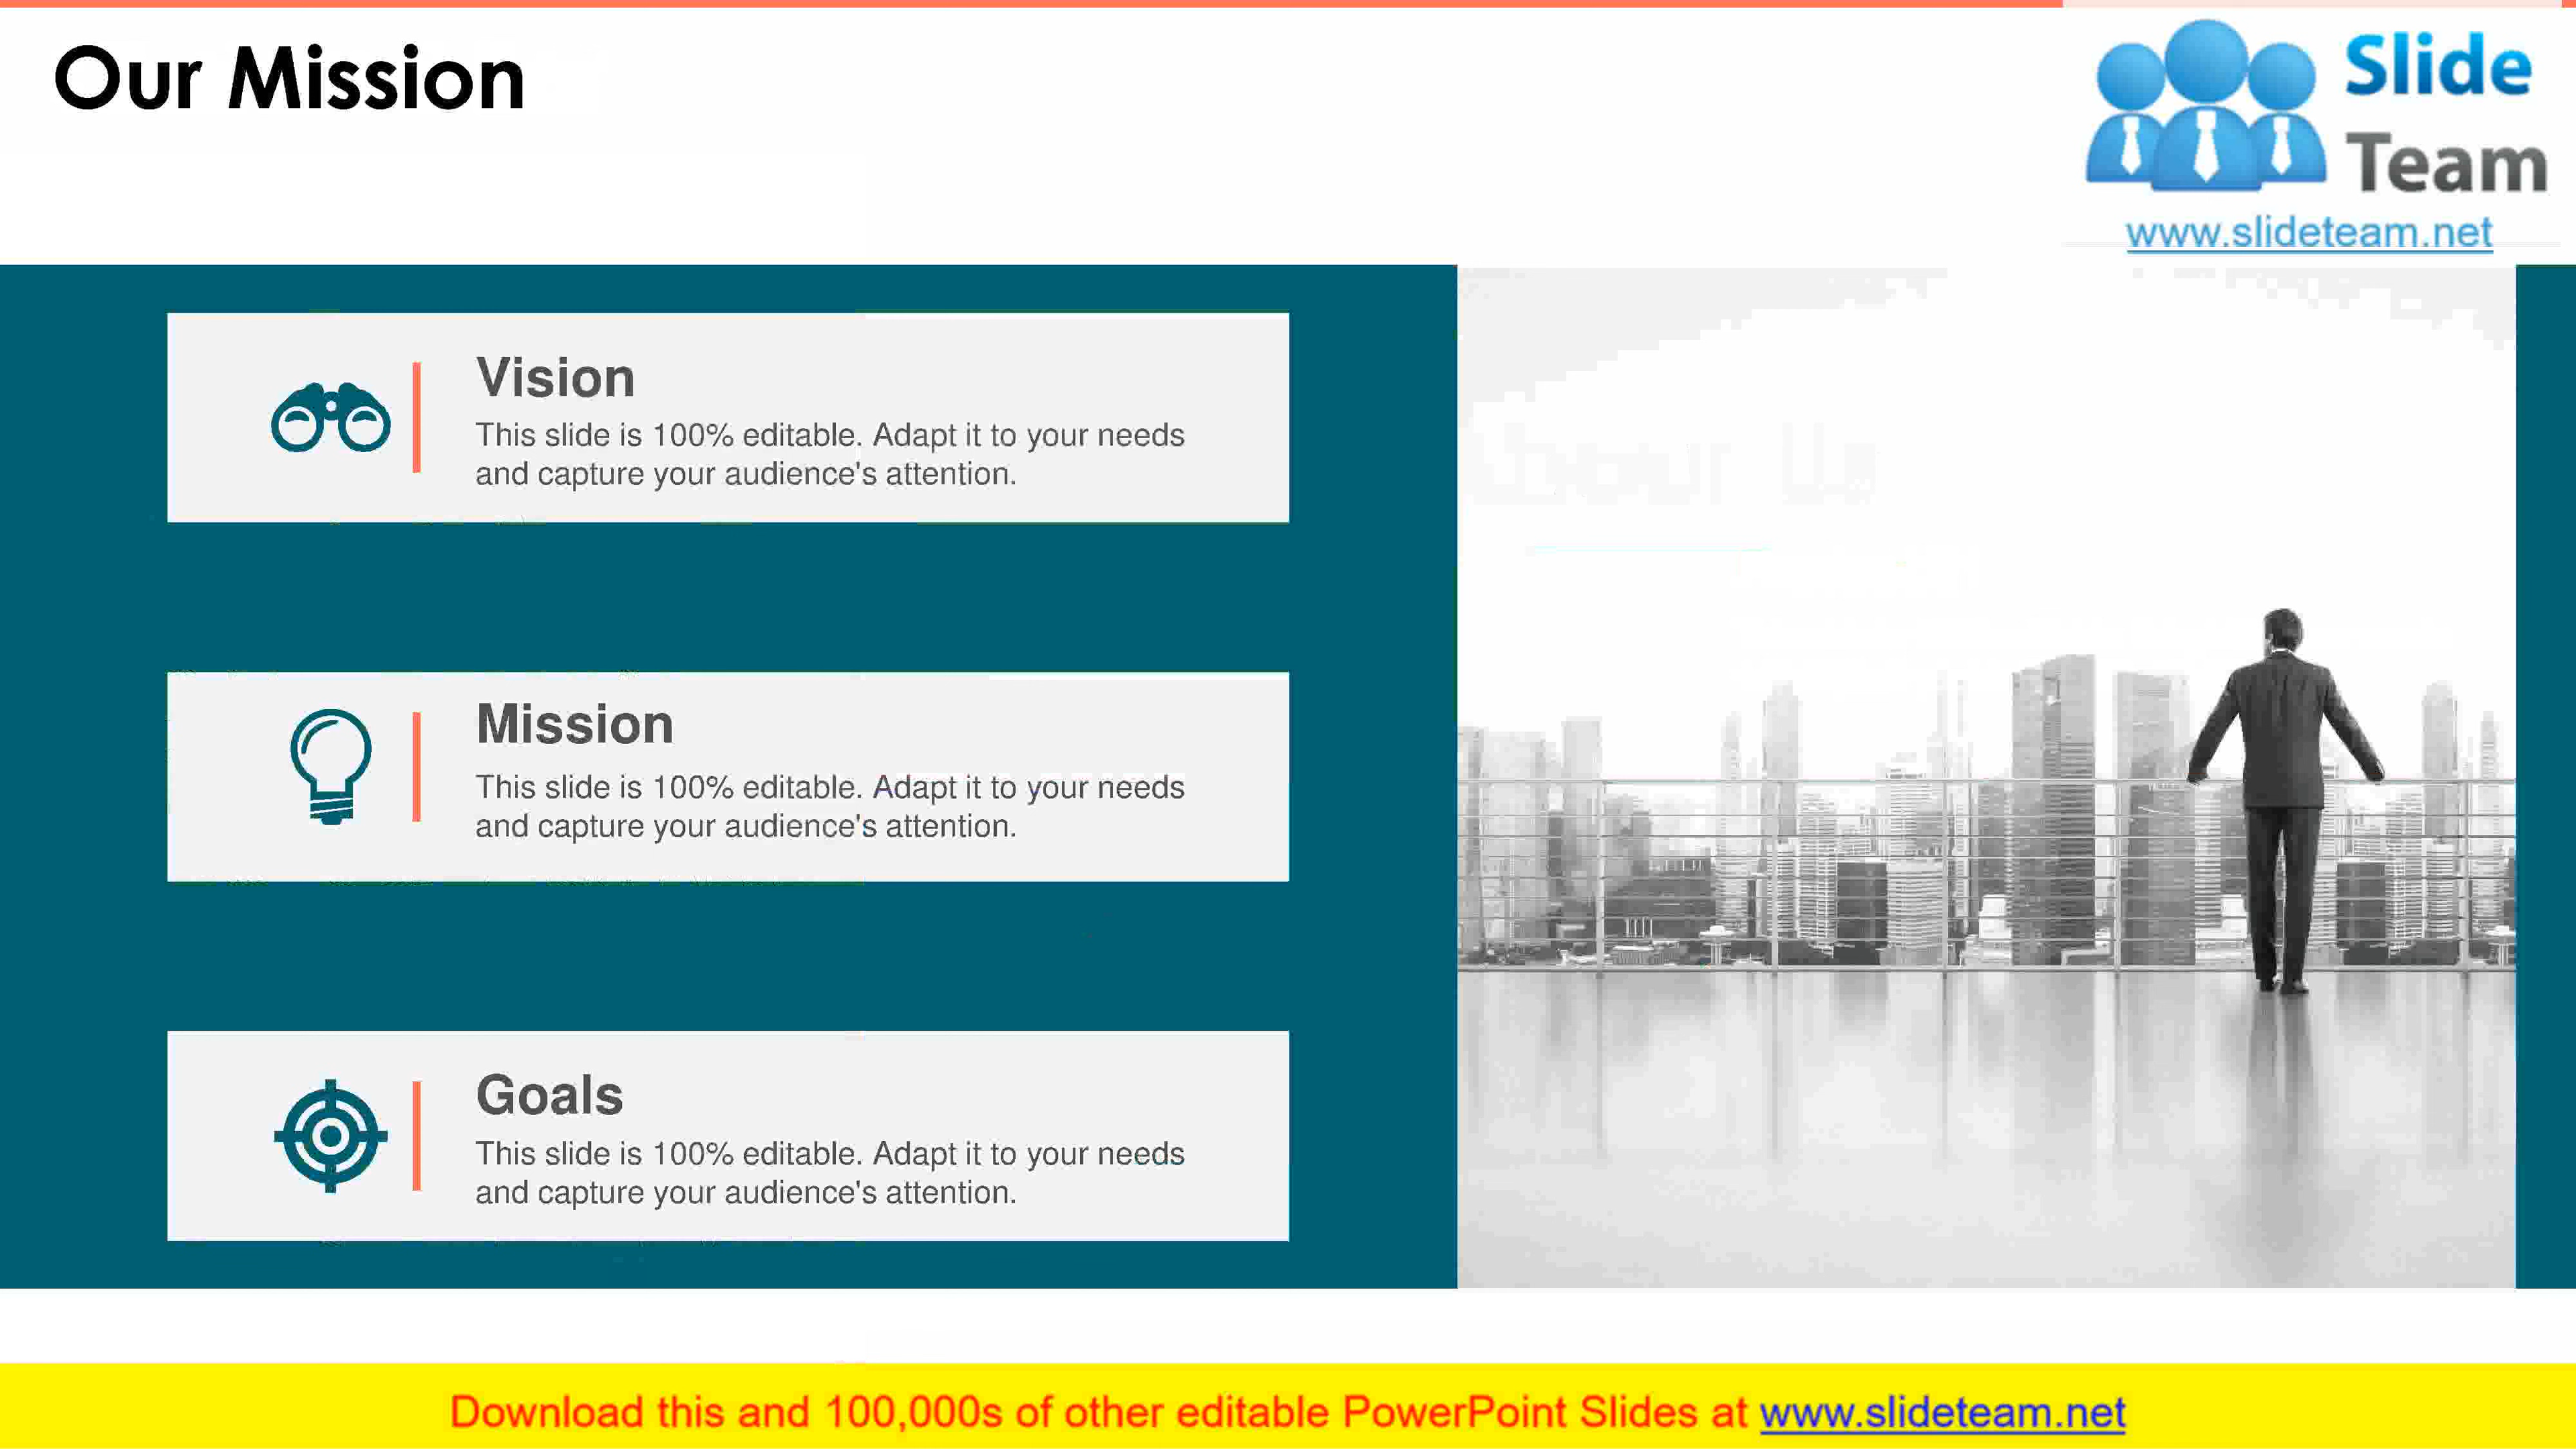 Our Mission
Slide
Team
www.slideteam.net
Vision
This slide is 100% editable. Adapt it to your needs
and capture your audience's attention.
Mission
This slide is 100% editable. Adapt it to your needs
and capture your audience's attention.
Goals
This slide is 100% editable. Adapt it to your needs
and capture your audience's attention.
Download this and 100,000s of other editable PowerPoint Slides at www.slideteam.net